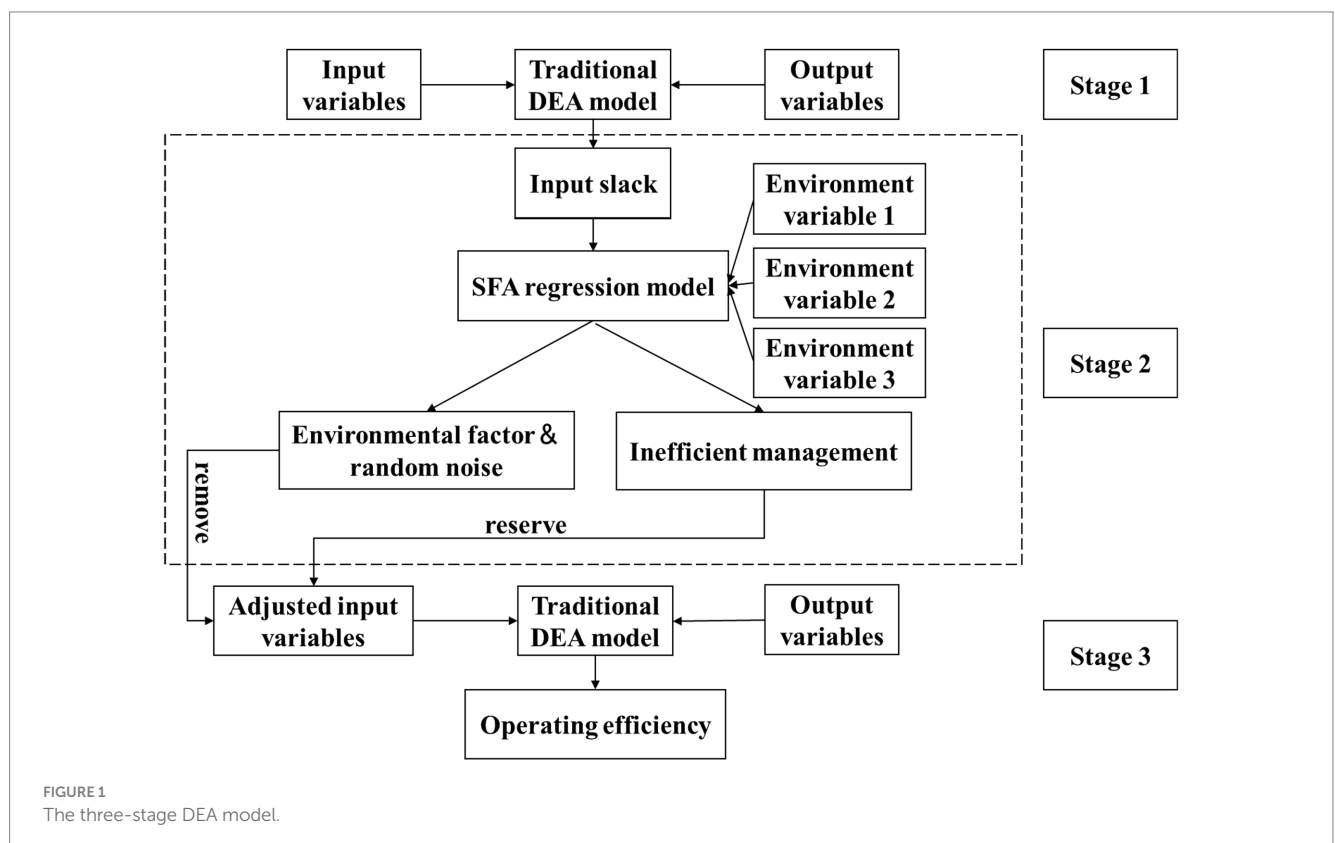 Input
variables
Traditional
DEA model
Output
variables
Stage 1
Input slack
Environment
variable 1
SFA regression model
Environment
variable 2
Environment
variable 3
Stage 2
Environmental factor &
random noise
Inefficient management
remove
reserve
Adjusted input
variables
Traditional
DEA model
Output
variables
Stage 3
Operating efficiency
FIGURE 1
The three-stage DEA model.